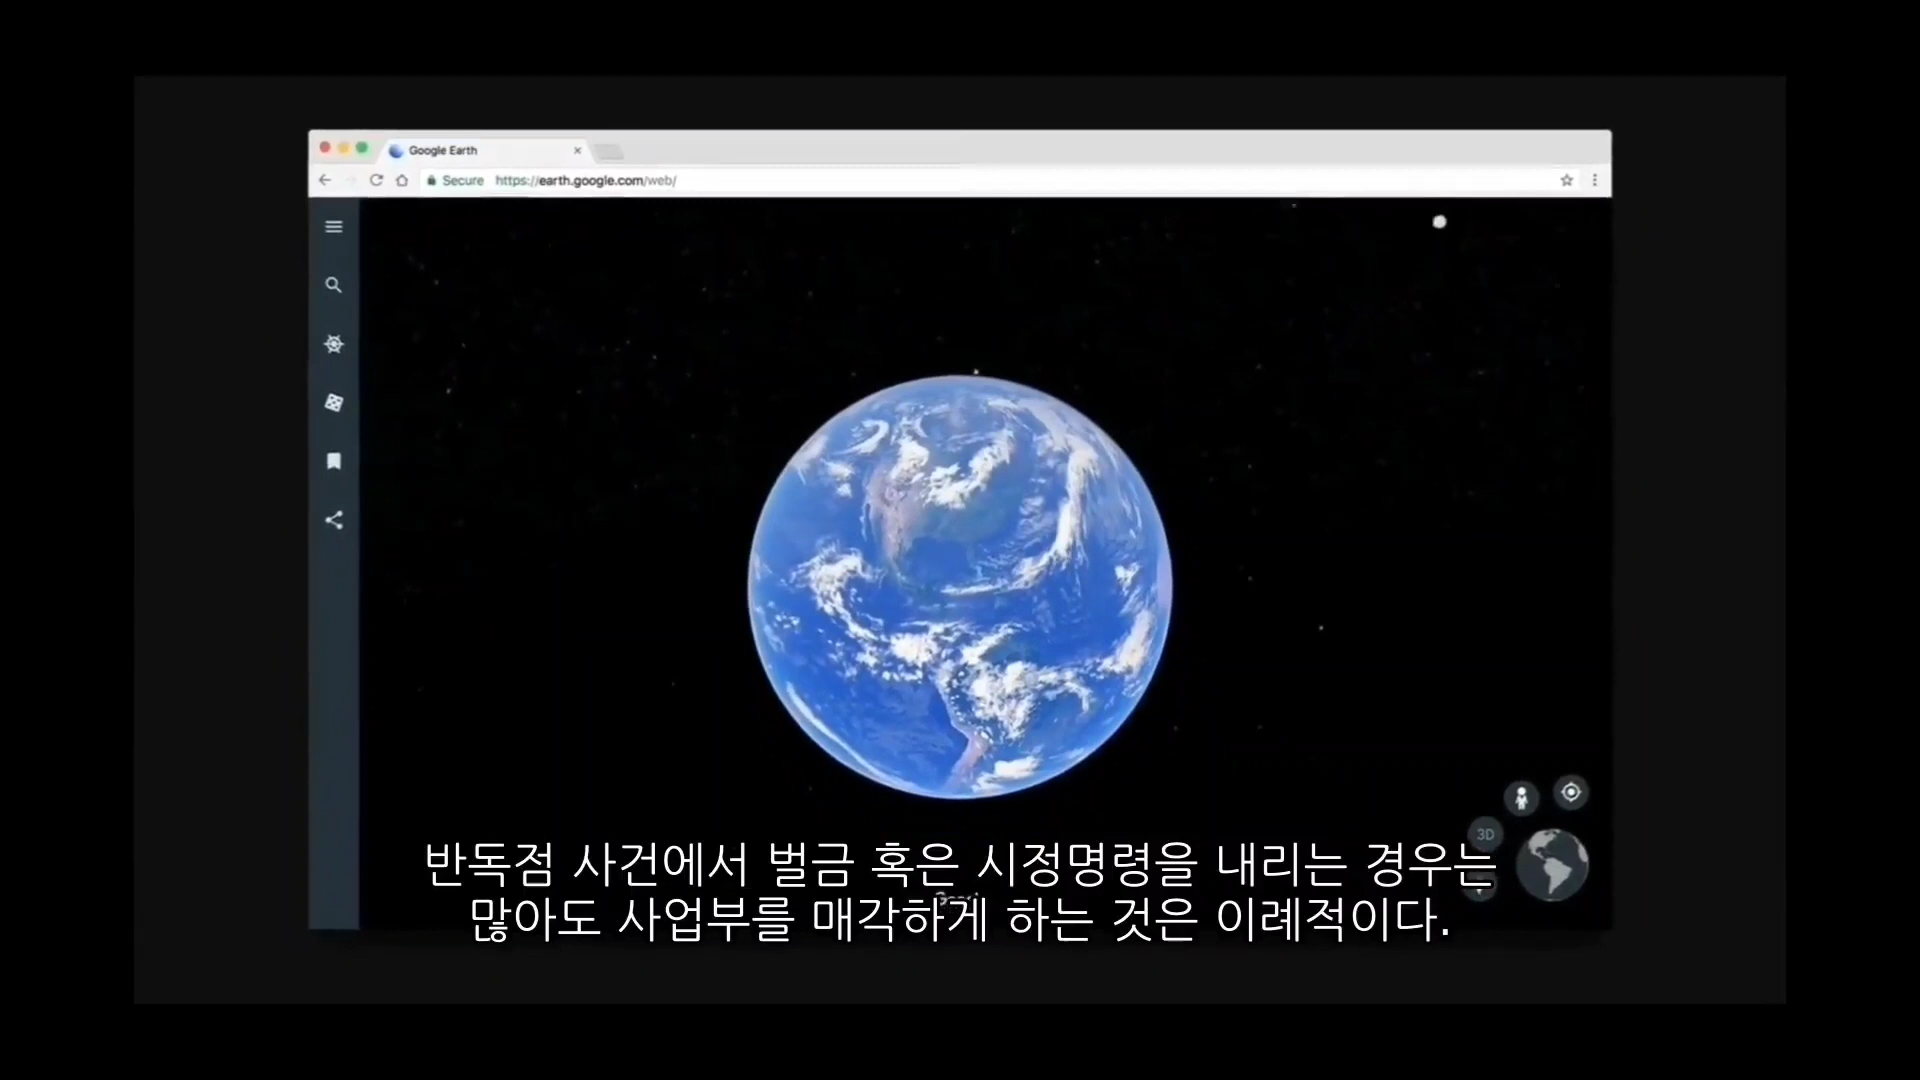 Google Earth
Secure https://earth.google.com/web/
3D
반독점 사건에서 벌금 혹은 시정명령을 내리는 경우는
많아도 사업부를 매각하게 하는 것은 이례적이다.